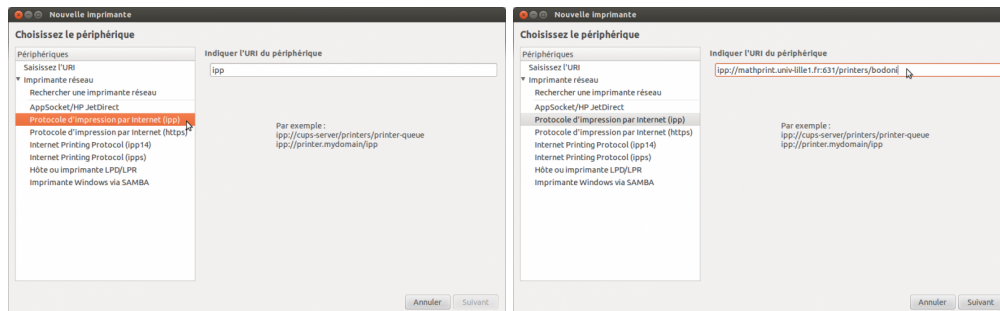 Nouvelle imprimante
Choisissez le périphérique
Périphériques
Saisissez l'URI
Imprimante réseau
Rechercher une imprimante réseau
AppSocket/HP JetDirect
Protocole d'impression par Internet (ipp)
Protocole d'impression par Internet (https)
Internet Printing Protocol (ipp14)
Internet Printing Protocol (ipps)
Hôte ou imprimante LPD/LPR
Imprimante Windows via SAMBA
Indiquer l'URI du périphérique
ipp
Par exemple :
ipp://cups-server/printers/printer-queue
ipp://printer.mydomain/ipp
Annuler
Suivant
Nouvelle imprimante
Choisissez le périphérique
Périphériques
Saisissez l'URI
Imprimante réseau
Rechercher une imprimante réseau
AppSocket/HP JetDirect
Protocole d'impression par Internet (ipp)
Protocole d'impression par Internet (https)
Internet Printing Protocol (ipp14)
Internet Printing Protocol (ipps)
Hôte ou imprimante LPD/LPR
Imprimante Windows via SAMBA
Indiquer l'URI du périphérique
ipp://mathprint.univ-lille1.fr:631/printers/bodoni
Par exemple :
ipp://cups-server/printers/printer-queue
ipp://printer.mydomain/ipp
Annuler
Suivant